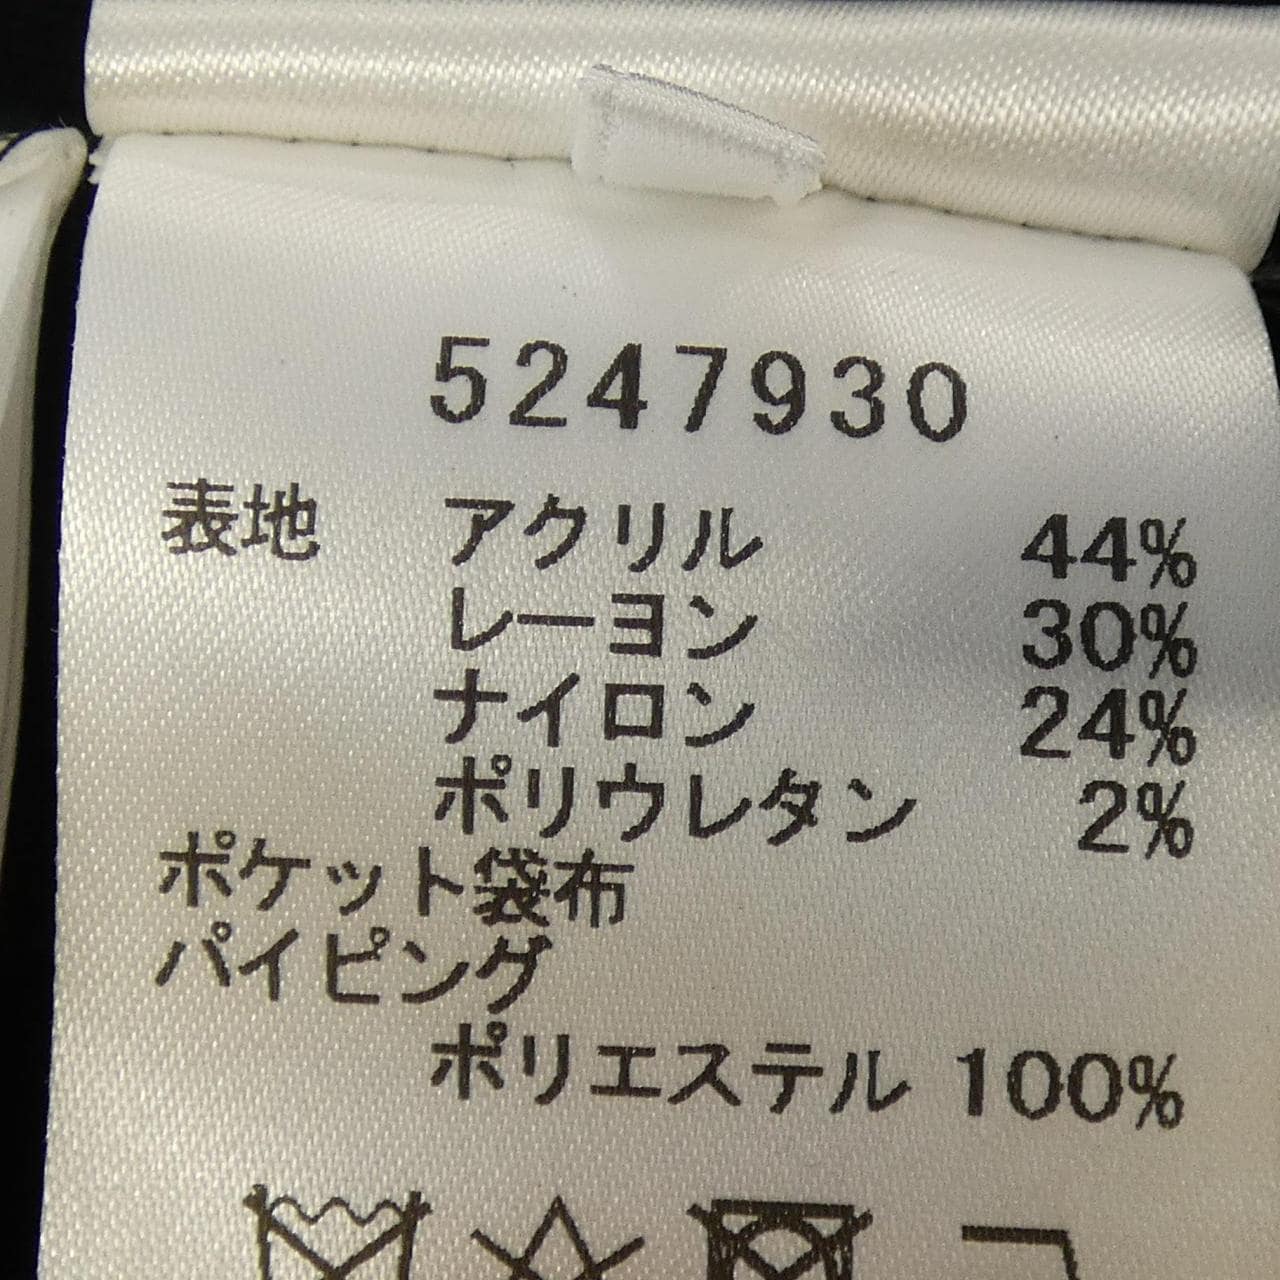 5247930
表地 アクリル 44%
レーヨン 30%
ナイロン 24%
ポリウレタン 2%
ポケット袋布
パイピング
ポリエステル 100%